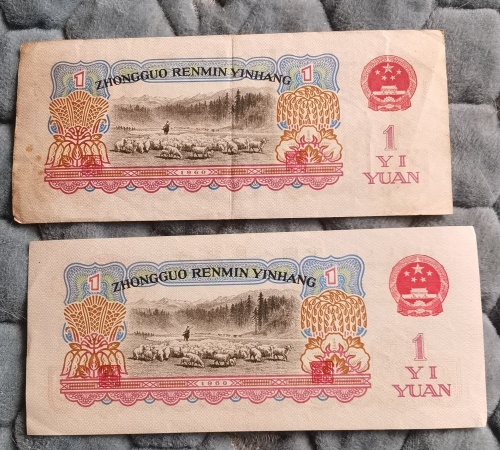 1 ZHONGGUO RENMIN YINHANG 1
1
YI
YUAN
1960
1 ZHONGGUO RENMIN YINHANG 1
1
YI
YUAN
1960